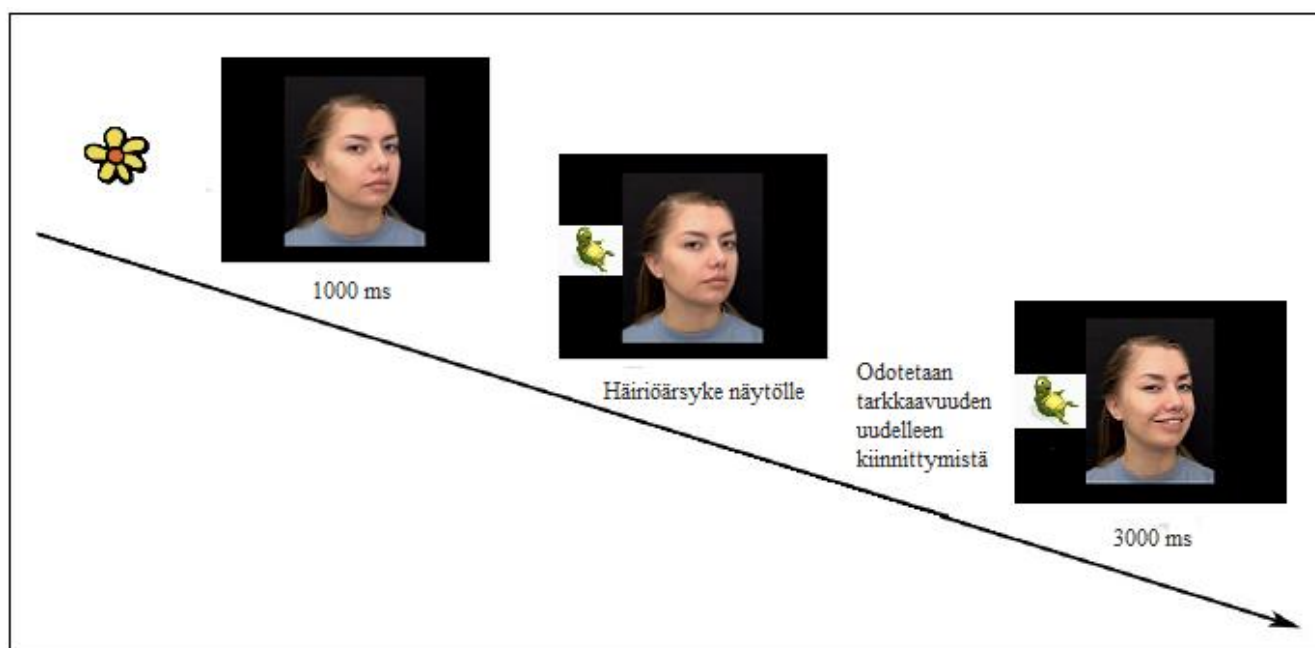 1000 ms
Häiriöärsyke näytölle
Odotetaan
tarkkaavuuden
uudelleen
kiinnittymistä
3000 ms